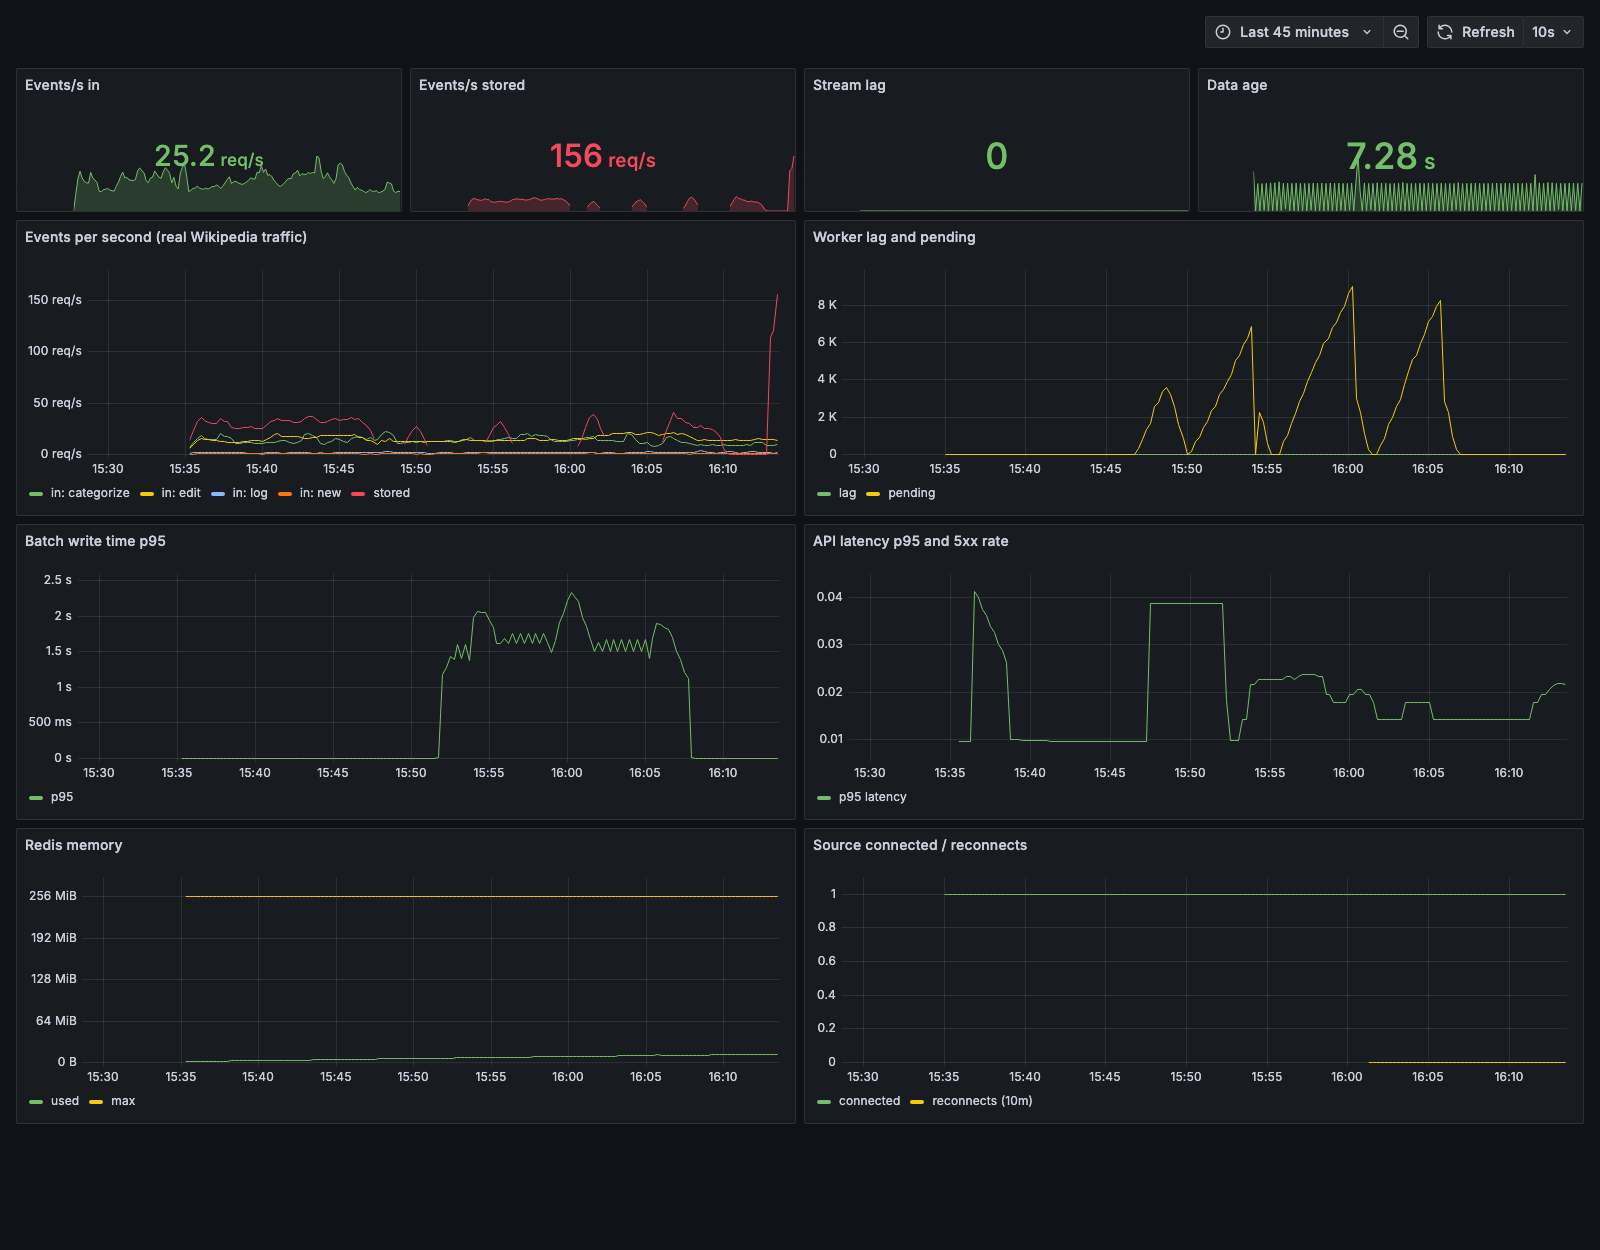 Last 45 minutes
Refresh
10s
Events/s in
25.2 req/s
Events/s stored
156 req/s
Stream lag
0
Data age
7.28 s
Events per second (real Wikipedia traffic)
150 req/s
100 req/s
50 req/s
0 req/s
15:30 15:35 15:40 15:45 15:50 15:55 16:00 16:05 16:10
in: categorize in: edit in: log in: new stored
Worker lag and pending
8 K
6 K
4 K
2 K
0
15:30 15:35 15:40 15:45 15:50 15:55 16:00 16:05 16:10
lag pending
Batch write time p95
2.5 s
2 s
1.5 s
1 s
500 ms
0 s
15:30 15:35 15:40 15:45 15:50 15:55 16:00 16:05 16:10
p95
API latency p95 and 5xx rate
0.04
0.03
0.02
0.01
15:30 15:35 15:40 15:45 15:50 15:55 16:00 16:05 16:10
p95 latency
Redis memory
256 MiB
192 MiB
128 MiB
64 MiB
0 B
15:30 15:35 15:40 15:45 15:50 15:55 16:00 16:05 16:10
used max
Source connected / reconnects
1
0.8
0.6
0.4
0.2
0
15:30 15:35 15:40 15:45 15:50 15:55 16:00 16:05 16:10
connected reconnects (10m)